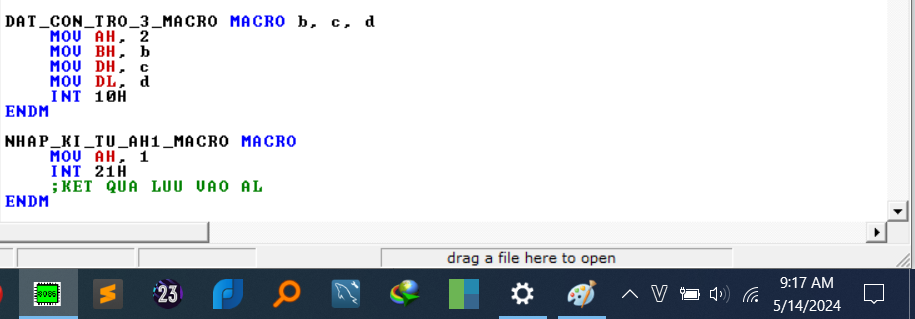 DAT_CON_TRO_3_MACRO MACRO b, c, d
MOV AH, 2
MOV BH, b
MOV DH, c
MOV DL, d
INT 10H
ENDM
NHAP_KI_TU_AH1_MACRO MACRO
MOV AH, 1
INT 21H
;KET QUA LUU VAO AL
ENDM
drag a file here to open
23
9:17 AM
5/14/2024